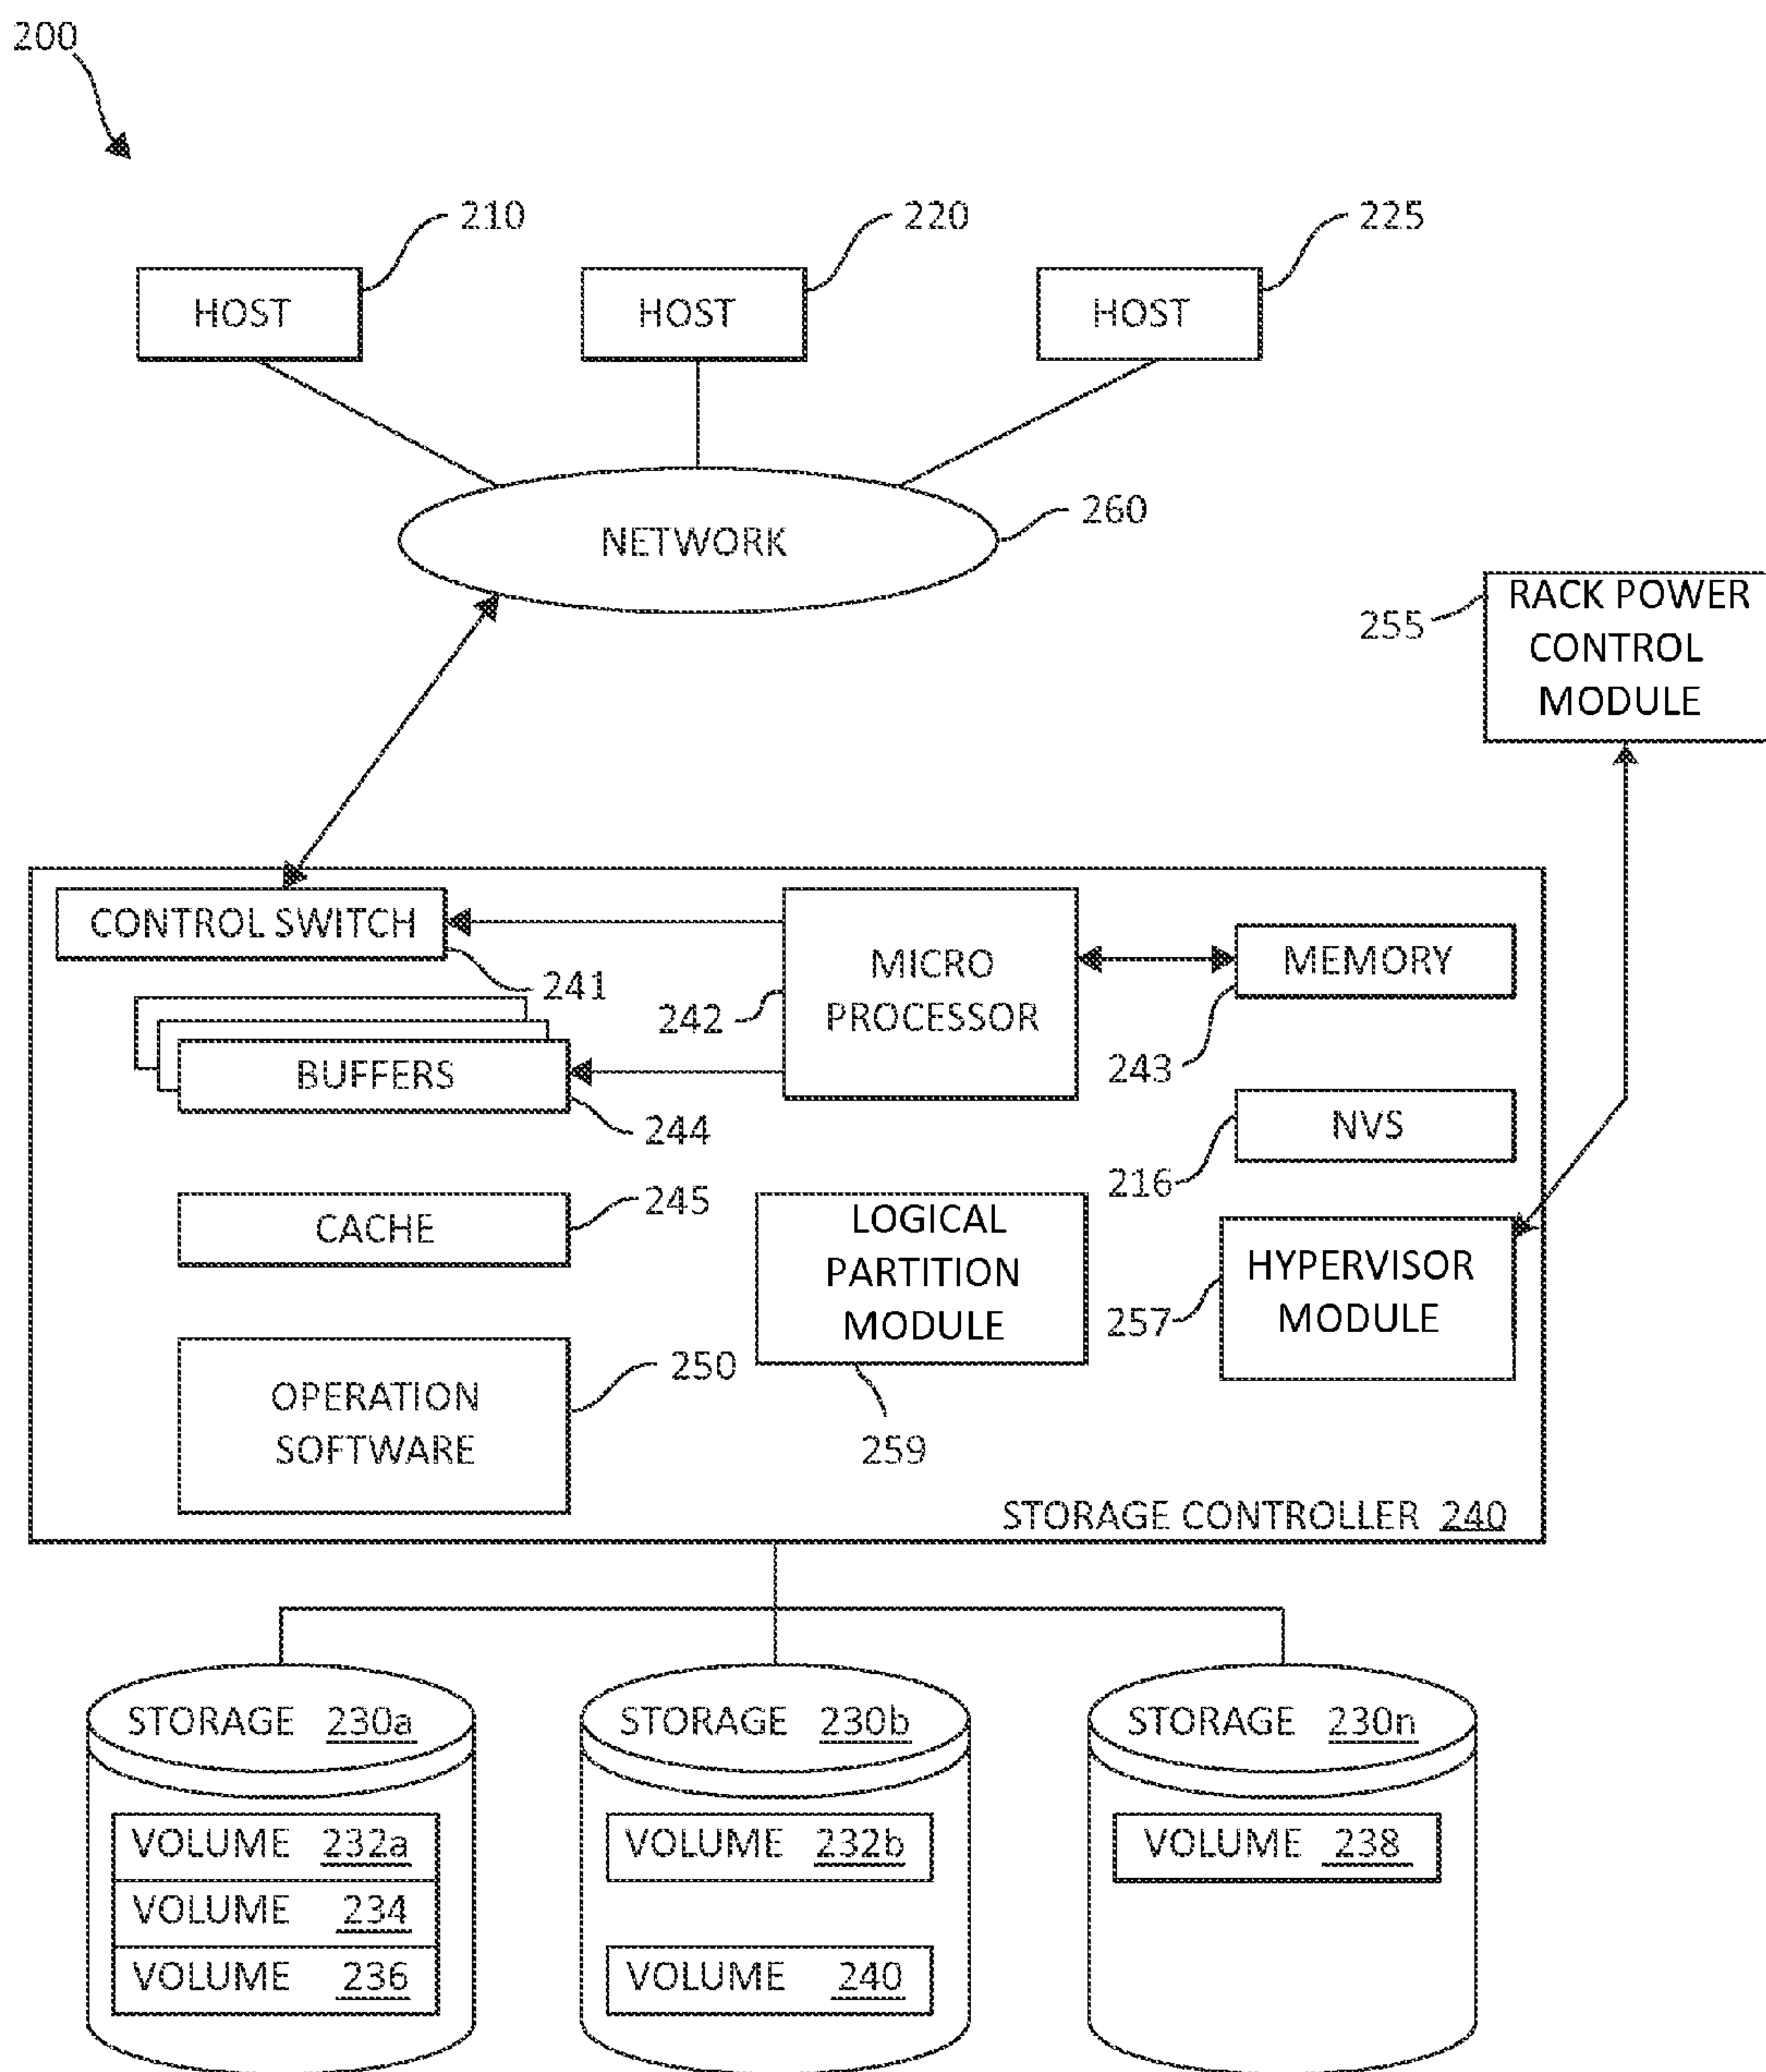 200
210
220
225
HOST
HOST
HOST
260
NETWORK
255
RACK POWER
CONTROL
MODULE
CONTROL SWITCH
241
MICRO
PROCESSOR
242
MEMORY
243
BUFFERS
244
NVS
216
CACHE
245
LOGICAL
PARTITION
MODULE
259
HYPERVISOR
MODULE
257
OPERATION
SOFTWARE
250
STORAGE CONTROLLER 240
STORAGE 230a
VOLUME 232a
VOLUME 234
VOLUME 236
STORAGE 230b
VOLUME 232b
VOLUME 240
STORAGE 230n
VOLUME 238